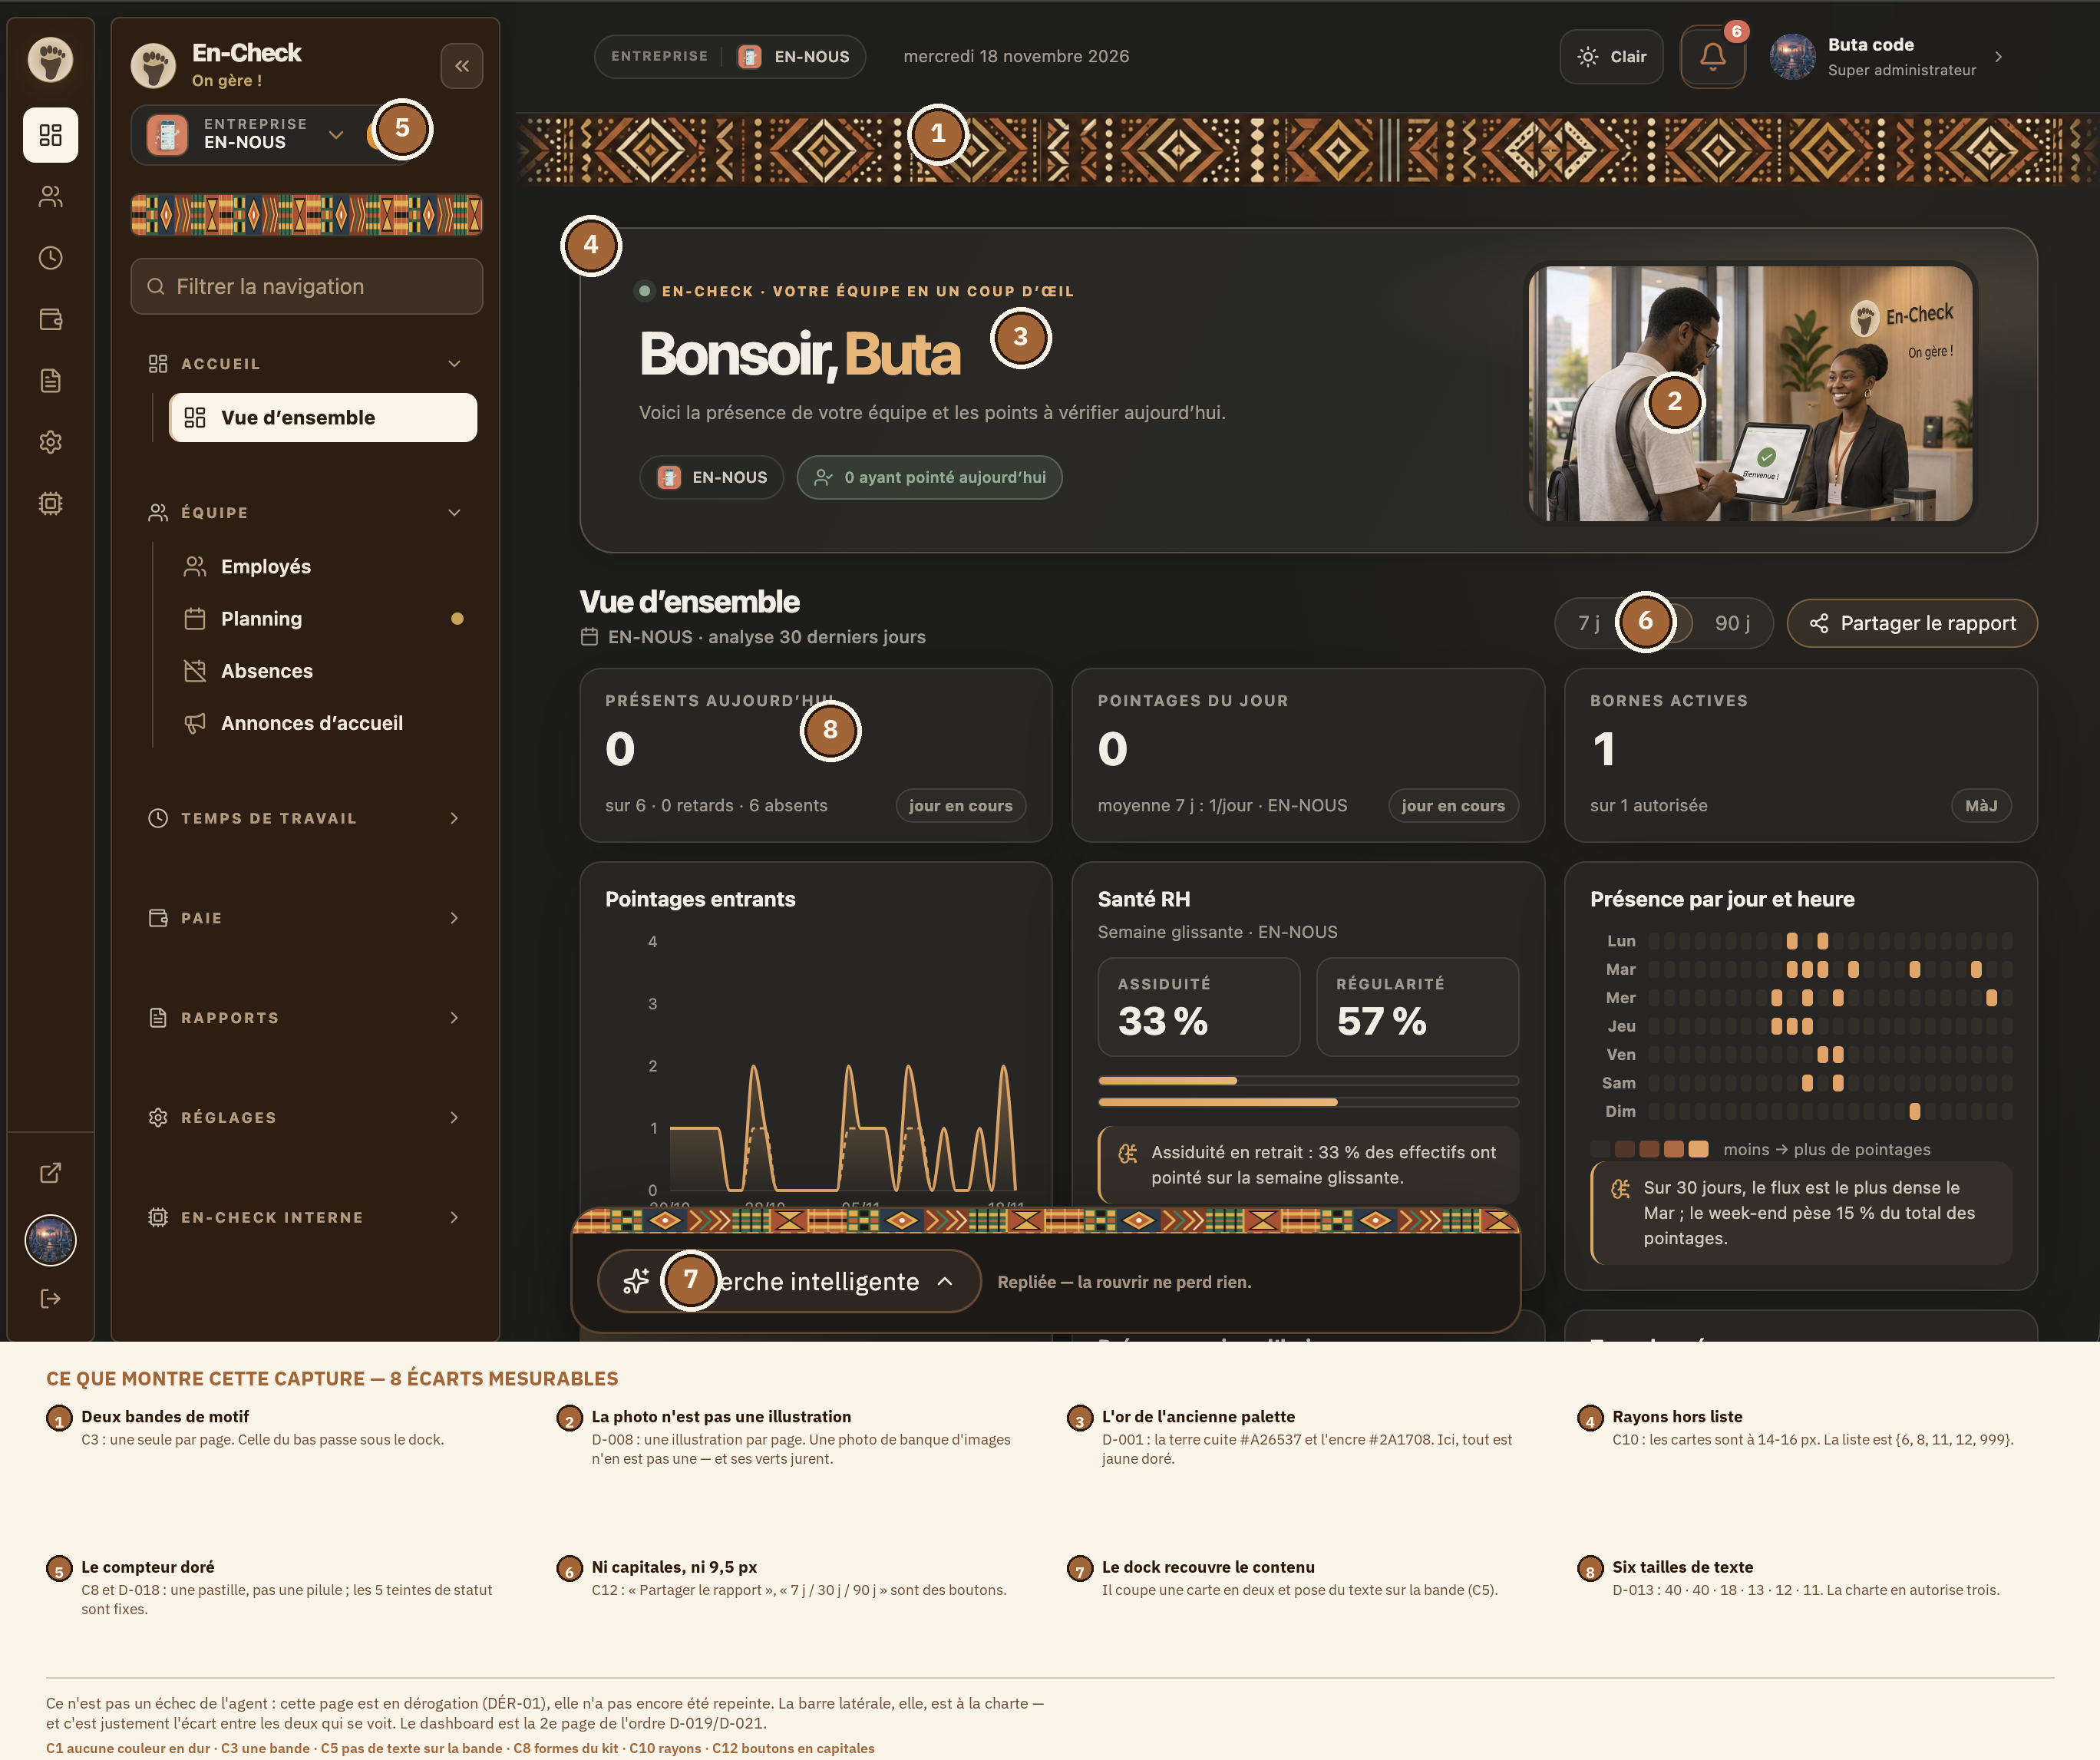 En-Check
On gère !
ENTREPRISE
EN-NOUS
5
Filtrer la navigation
ACCUEIL
Vue d’ensemble
ÉQUIPE
Employés
Planning
Absences
Annonces d’accueil
TEMPS DE TRAVAIL
PAIE
RAPPORTS
RÉGLAGES
EN-CHECK INTERNE
ENTREPRISE EN-NOUS mercredi 18 novembre 2026
Clair
6
Buta code
Super administrateur
1
4
EN-CHECK · VOTRE ÉQUIPE EN UN COUP D’ŒIL
Bonsoir, Buta
3
Voici la présence de votre équipe et les points à vérifier aujourd’hui.
EN-NOUS 0 ayant pointé aujourd’hui
En-Check
On gère !
2
Bienvenue !
Vue d’ensemble
EN-NOUS · analyse 30 derniers jours
7 j 6 90 j Partager le rapport
PRÉSENTS AUJOURD’HUI
8
0
sur 6 · 0 retards · 6 absents jour en cours
POINTAGES DU JOUR
0
moyenne 7 j : 1/jour · EN-NOUS jour en cours
BORNES ACTIVES
1
sur 1 autorisée MàJ
Pointages entrants
4
3
2
1
0
Santé RH
Semaine glissante · EN-NOUS
ASSIDUITÉ
33 %
RÉGULARITÉ
57 %
Assiduité en retrait : 33 % des effectifs ont
pointé sur la semaine glissante.
Présence par jour et heure
Lun
Mar
Mer
Jeu
Ven
Sam
Dim
moins → plus de pointages
Sur 30 jours, le flux est le plus dense le
Mar ; le week-end pèse 15 % du total des
pointages.
7 erche intelligente Repliée — la rouvrir ne perd rien.
CE QUE MONTRE CETTE CAPTURE — 8 ÉCARTS MESURABLES
1 Deux bandes de motif
C3 : une seule par page. Celle du bas passe sous le dock.
2 La photo n'est pas une illustration
D-008 : une illustration par page. Une photo de banque d'images
n'en est pas une — et ses verts jurent.
3 L'or de l'ancienne palette
D-001 : la terre cuite #A26537 et l'encre #2A1708. Ici, tout est
jaune doré.
4 Rayons hors liste
C10 : les cartes sont à 14-16 px. La liste est {6, 8, 11, 12, 999}.
5 Le compteur doré
C8 et D-018 : une pastille, pas une pilule ; les 5 teintes de statut
sont fixes.
6 Ni capitales, ni 9,5 px
C12 : « Partager le rapport », « 7 j / 30 j / 90 j » sont des boutons.
7 Le dock recouvre le contenu
Il coupe une carte en deux et pose du texte sur la bande (C5).
8 Six tailles de texte
D-013 : 40 · 40 · 18 · 13 · 12 · 11. La charte en autorise trois.
Ce n'est pas un échec de l'agent : cette page est en dérogation (DÉR-01), elle n'a pas encore été repeinte. La barre latérale, elle, est à la charte —
et c'est justement l'écart entre les deux qui se voit. Le dashboard est la 2e page de l'ordre D-019/D-021.
C1 aucune couleur en dur · C3 une bande · C5 pas de texte sur la bande · C8 formes du kit · C10 rayons · C12 boutons en capitales